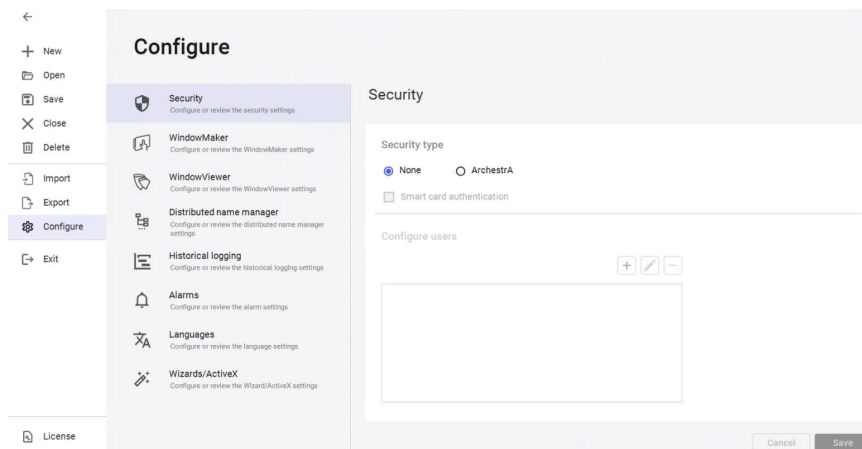 New
Open
Save
Close
Delete
Import
Export
Configure
Exit
License
Configure
Security
Configure or review the security settings
WindowMaker
Configure or review the WindowMaker settings
WindowViewer
Configure or review the WindowViewer settings
Distributed name manager
Configure or review the distributed name manager
settings
Historical logging
Configure or review the historical logging settings
Alarms
Configure or review the alarm settings
Languages
Configure or review the language settings
Wizards/ActiveX
Configure or review the Wizard/ActiveX settings
Security
Security type
None ArchestrA
Smart card authentication
Configure users
Cancel Save